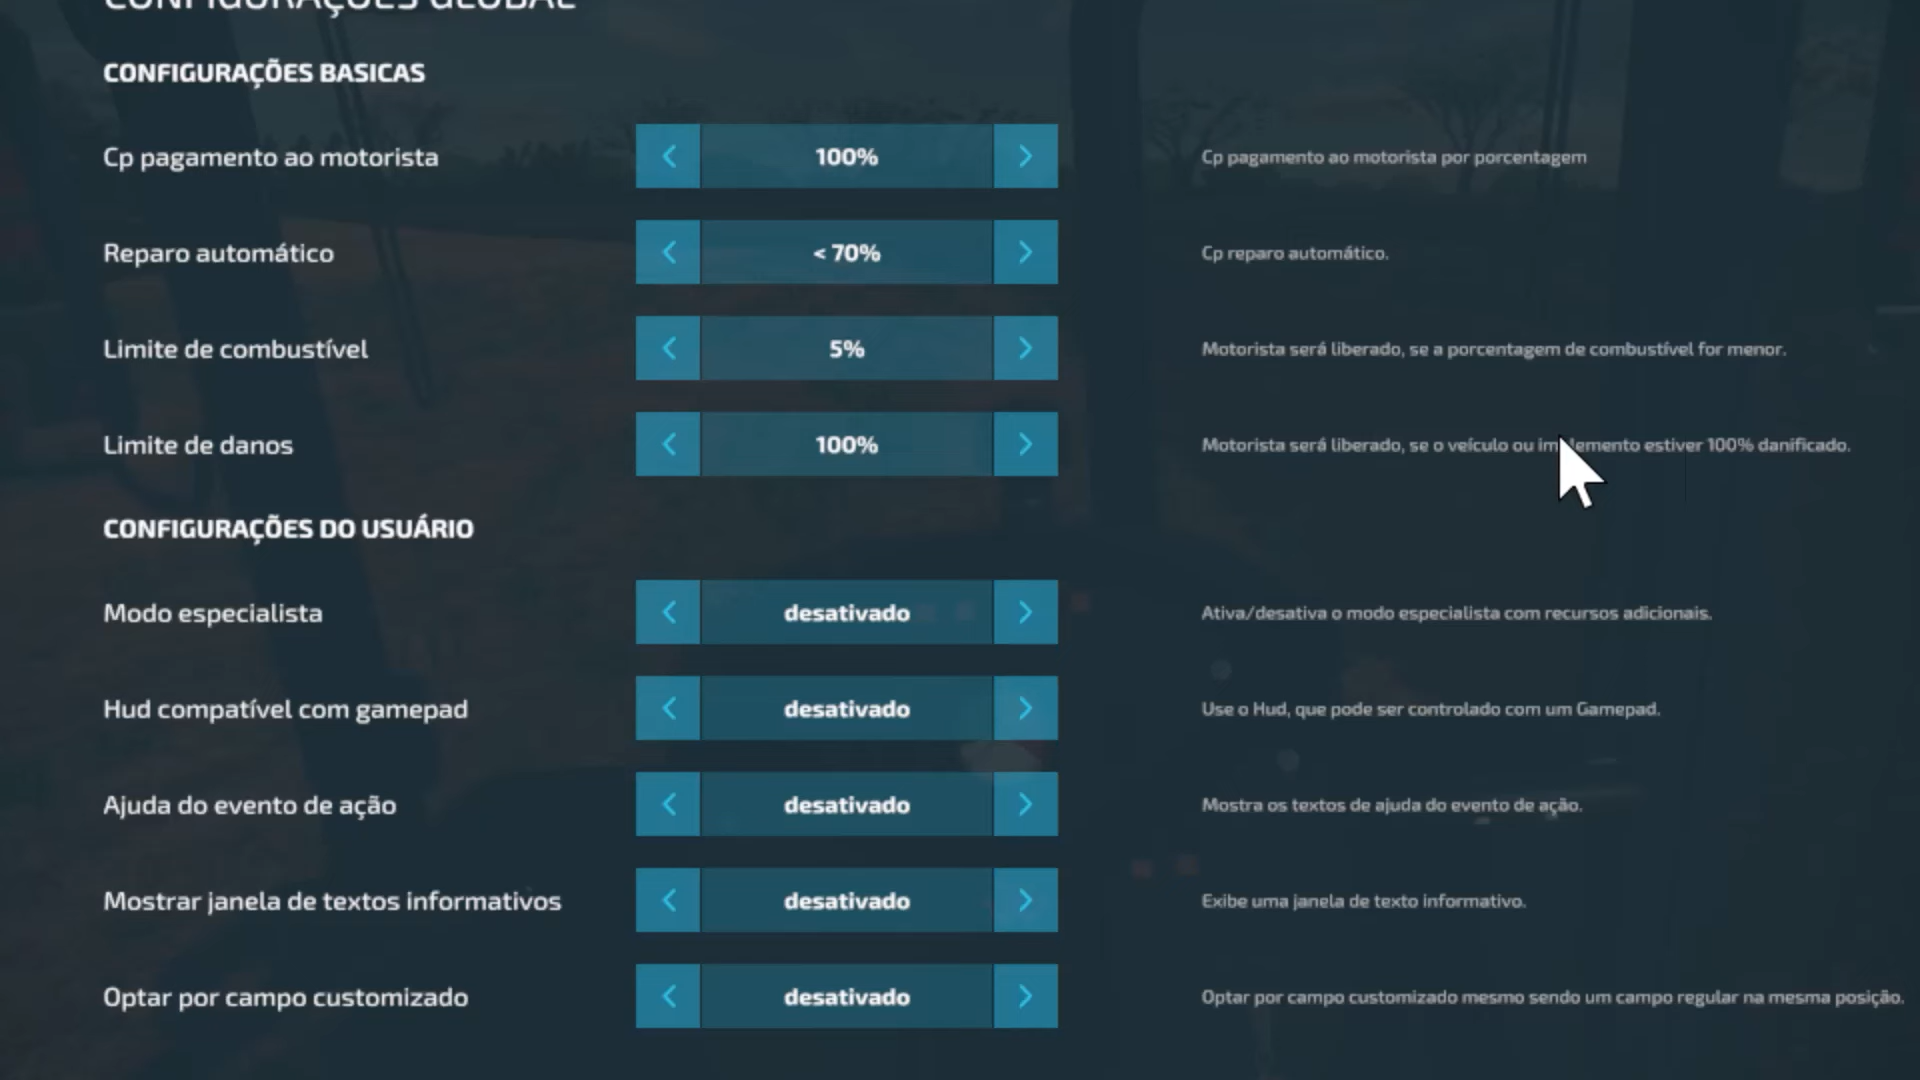 CONFIGURAÇÕES GLOBAL
CONFIGURAÇÕES BASICAS
Cp pagamento ao motorista 100% Cp pagamento ao motorista por porcentagem
Reparo automático < 70% Cp reparo automático.
Limite de combustível 5% Motorista será liberado, se a porcentagem de combustível for menor.
Limite de danos 100% Motorista será liberado, se o veículo ou implemento estiver 100% danificado.
CONFIGURAÇÕES DO USUÁRIO
Modo especialista desativado Ativa/desativa o modo especialista com recursos adicionais.
Hud compatível com gamepad desativado Use o Hud, que pode ser controlado com um Gamepad.
Ajuda do evento de ação desativado Mostra os textos de ajuda do evento de ação.
Mostrar janela de textos informativos desativado Exibe uma janela de texto informativo.
Optar por campo customizado desativado Optar por campo customizado mesmo sendo um campo regular na mesma posição.